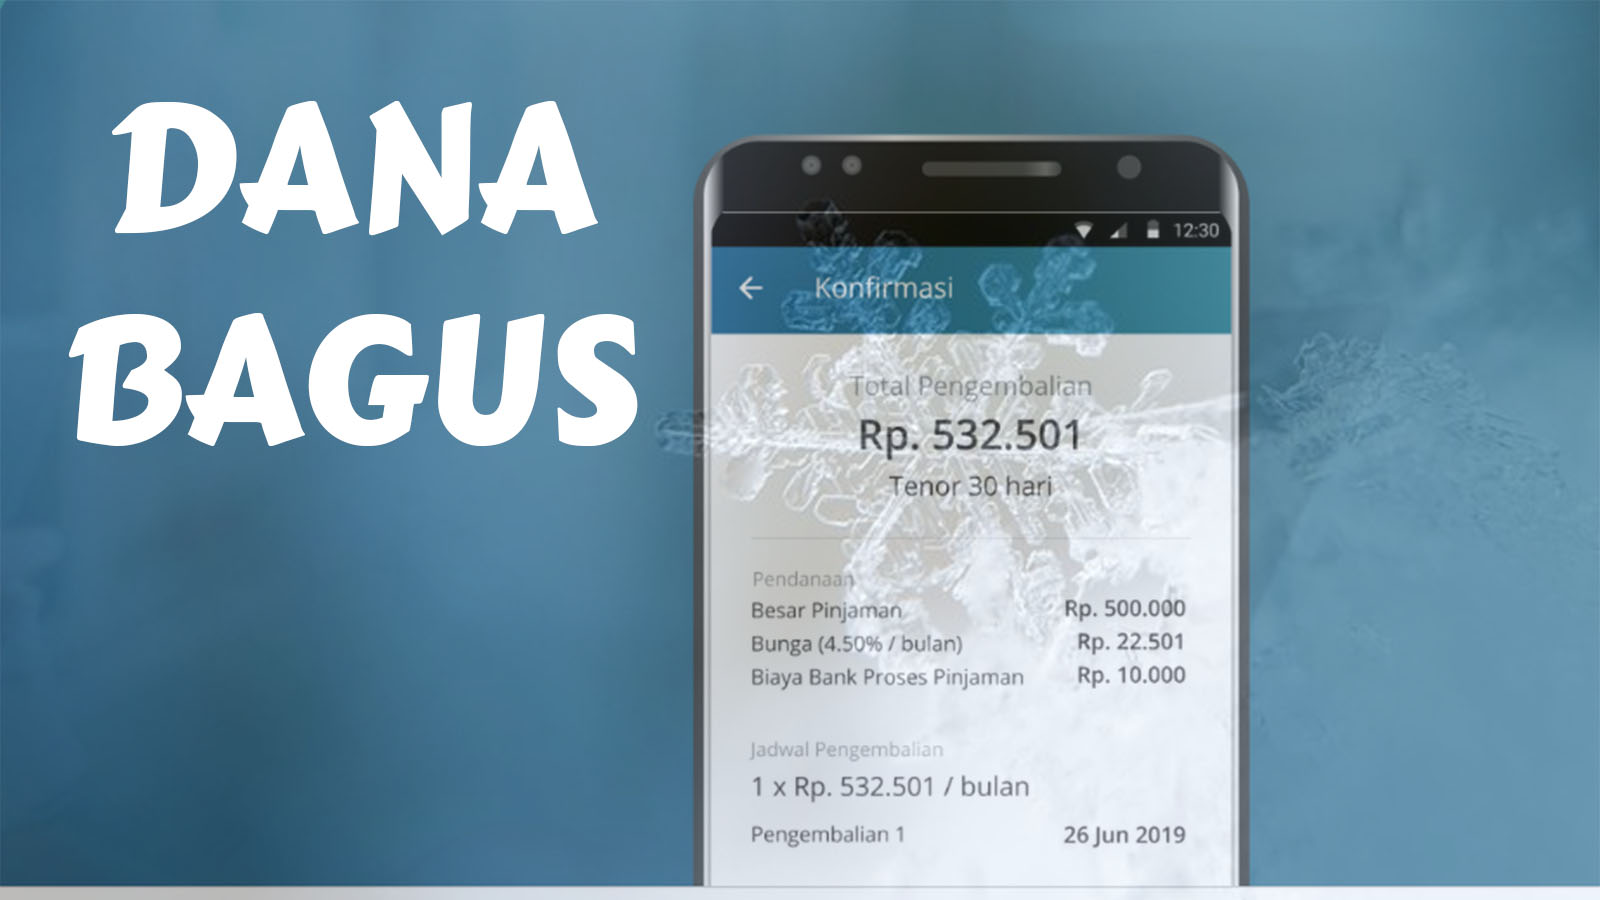 DANA
BAGUS
12:30
Konfirmasi
Total Pengembalian
Rp. 532.501
Tenor 30 hari
Pendanaan
Besar Pinjaman Rp. 500.000
Bunga (4.50% / bulan) Rp. 22.501
Biaya Bank Proses Pinjaman Rp. 10.000
Jadwal Pengembalian
1 x Rp. 532.501 / bulan
Pengembalian 1 26 Jun 2019